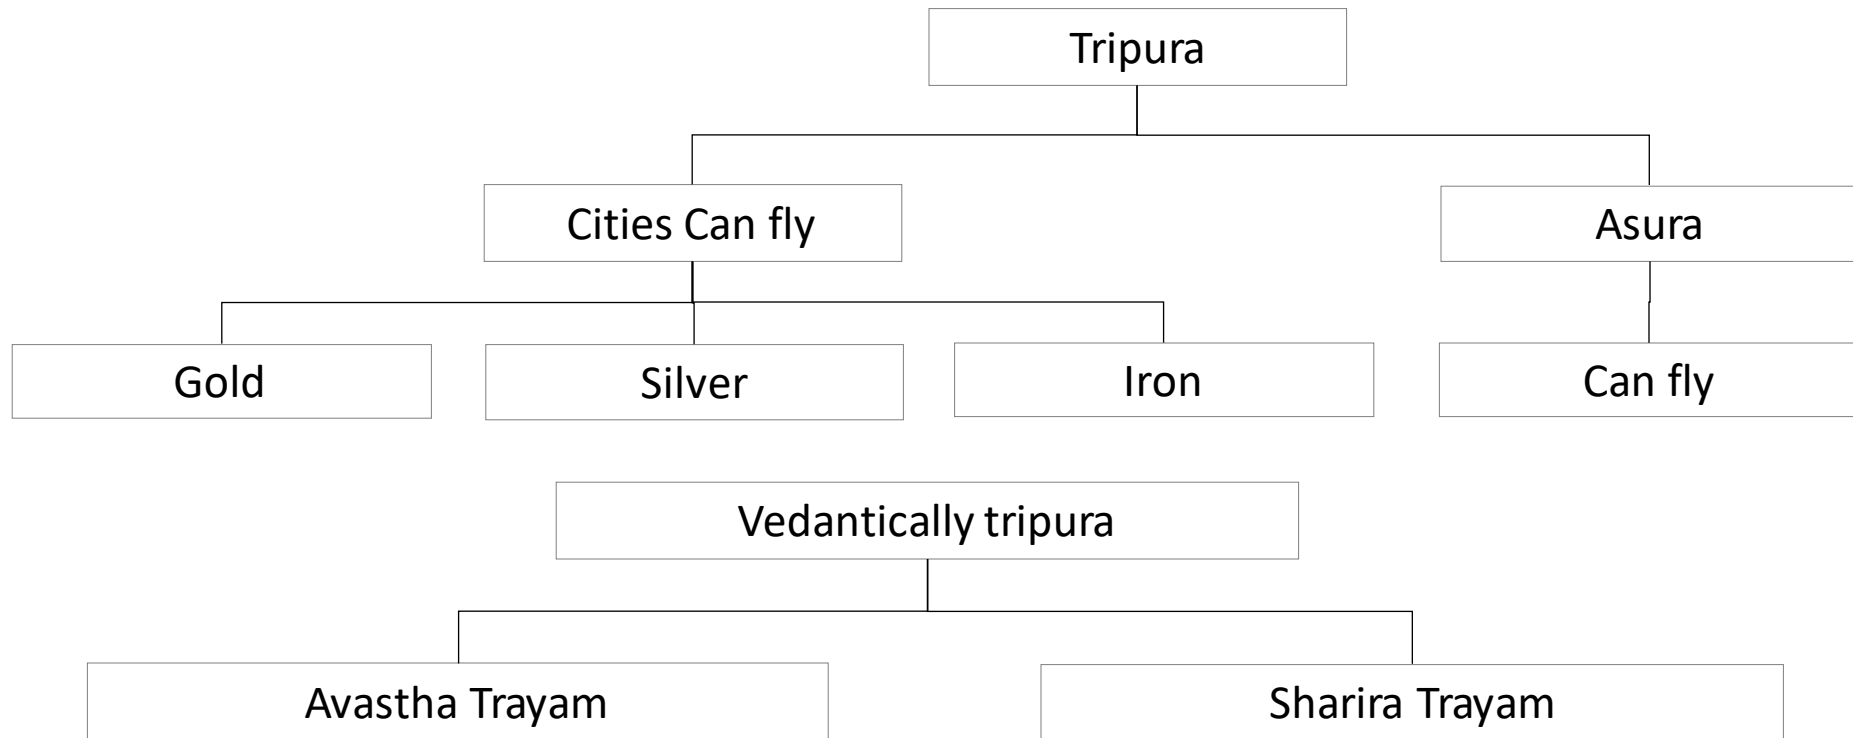 Tripura
Cities Can fly
Asura
Gold
Silver
Iron
Can fly
Vedantically tripura
Avastha Trayam
Sharira Trayam